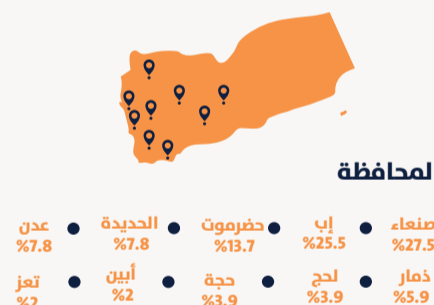 المحافظة
صنعاء إب حضرموت الحديدة عدن
%27.5 %25.5 %13.7 %7.8 %7.8
ذمار لحج حجة أبين تعز
%5.9 %3.9 %3.9 %2 %2